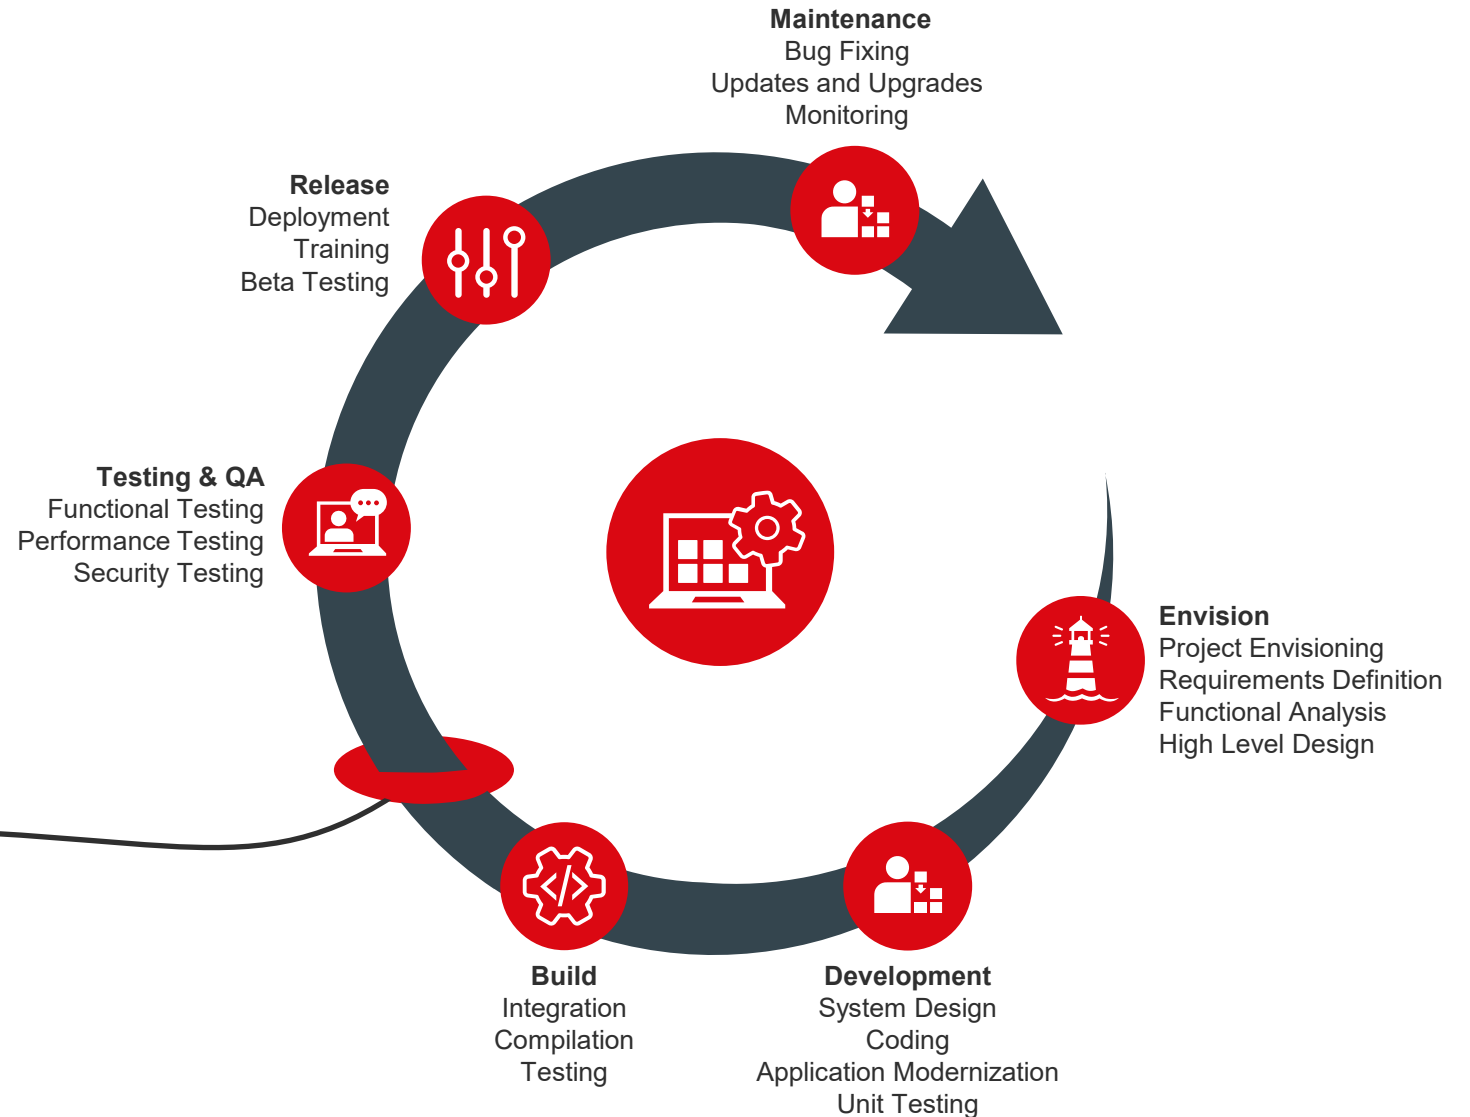 Maintenance
Bug Fixing
Updates and Upgrades
Monitoring
Release
Deployment
Training
Beta Testing
Testing & QA
Functional Testing
Performance Testing
Security Testing
Envision
Project Envisioning
Requirements Definition
Functional Analysis
High Level Design
Build
Integration
Compilation
Testing
Development
System Design
Coding
Application Modernization
Unit Testing